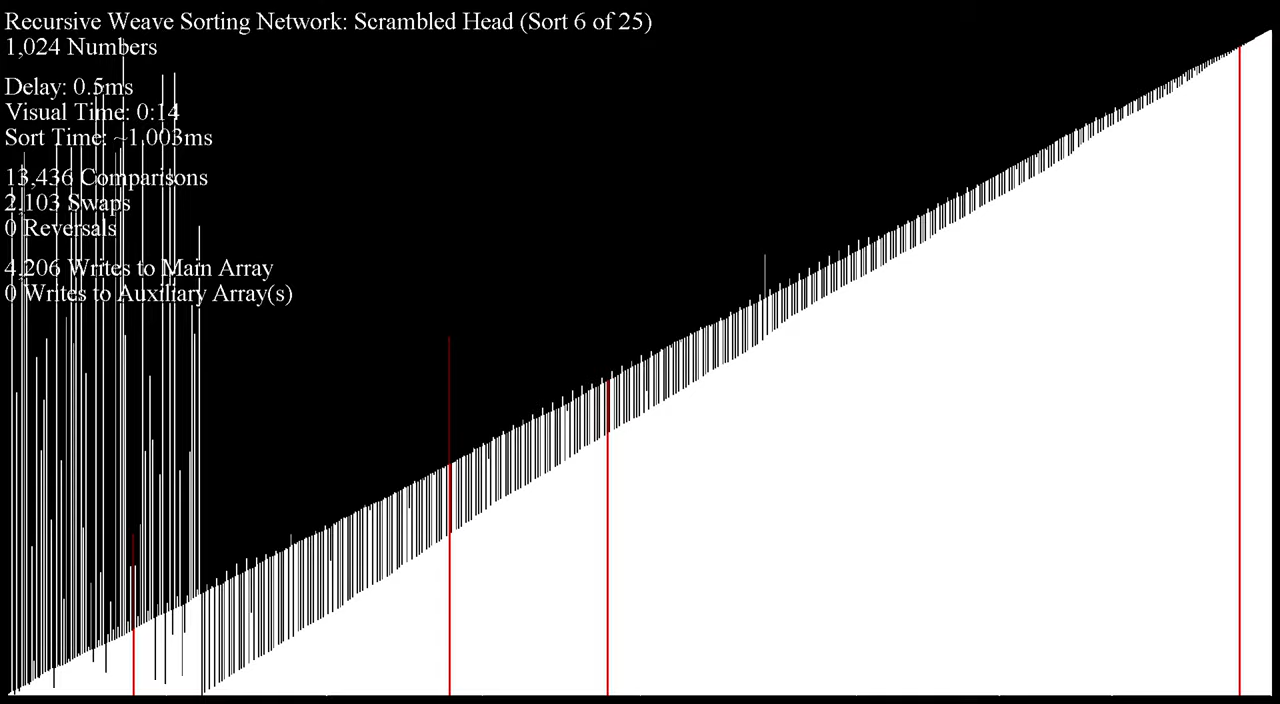 Recursive Weave Sorting Network: Scrambled Head (Sort 6 of 25)
1,024 Numbers
Delay: 0.5ms
Visual Time: 0:14
Sort Time: ~1.003ms
13,436 Comparisons
2,103 Swaps
0 Reversals
4,206 Writes to Main Array
0 Writes to Auxiliary Array(s)